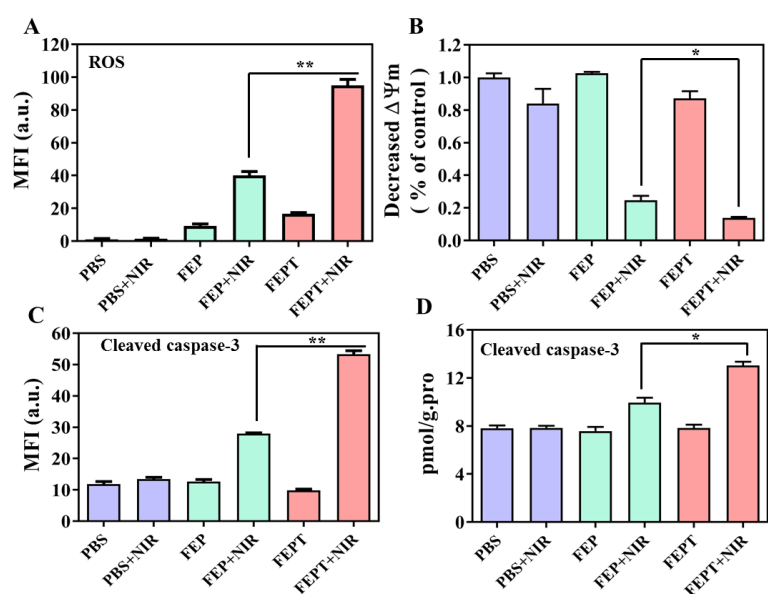 A
ROS
**
MFI (a.u.)
120
100
80
60
40
20
0
PBS
PBS+NIR
FEP
FEP+NIR
FEPT
FEPT+NIR
B
*
Decreased ΔΨm
( % of control )
1.2
1.0
0.8
0.6
0.4
0.2
0.0
PBS
PBS+NIR
FEP
FEP+NIR
FEPT
FEPT+NIR
C
Cleaved caspase-3
**
MFI (a.u.)
60
50
40
30
20
10
0
PBS
PBS+NIR
FEP
FEP+NIR
FEPT
FEPT+NIR
D
Cleaved caspase-3
*
pmol/g.pro
16
12
8
4
0
PBS
PBS+NIR
FEP
FEP+NIR
FEPT
FEPT+NIR